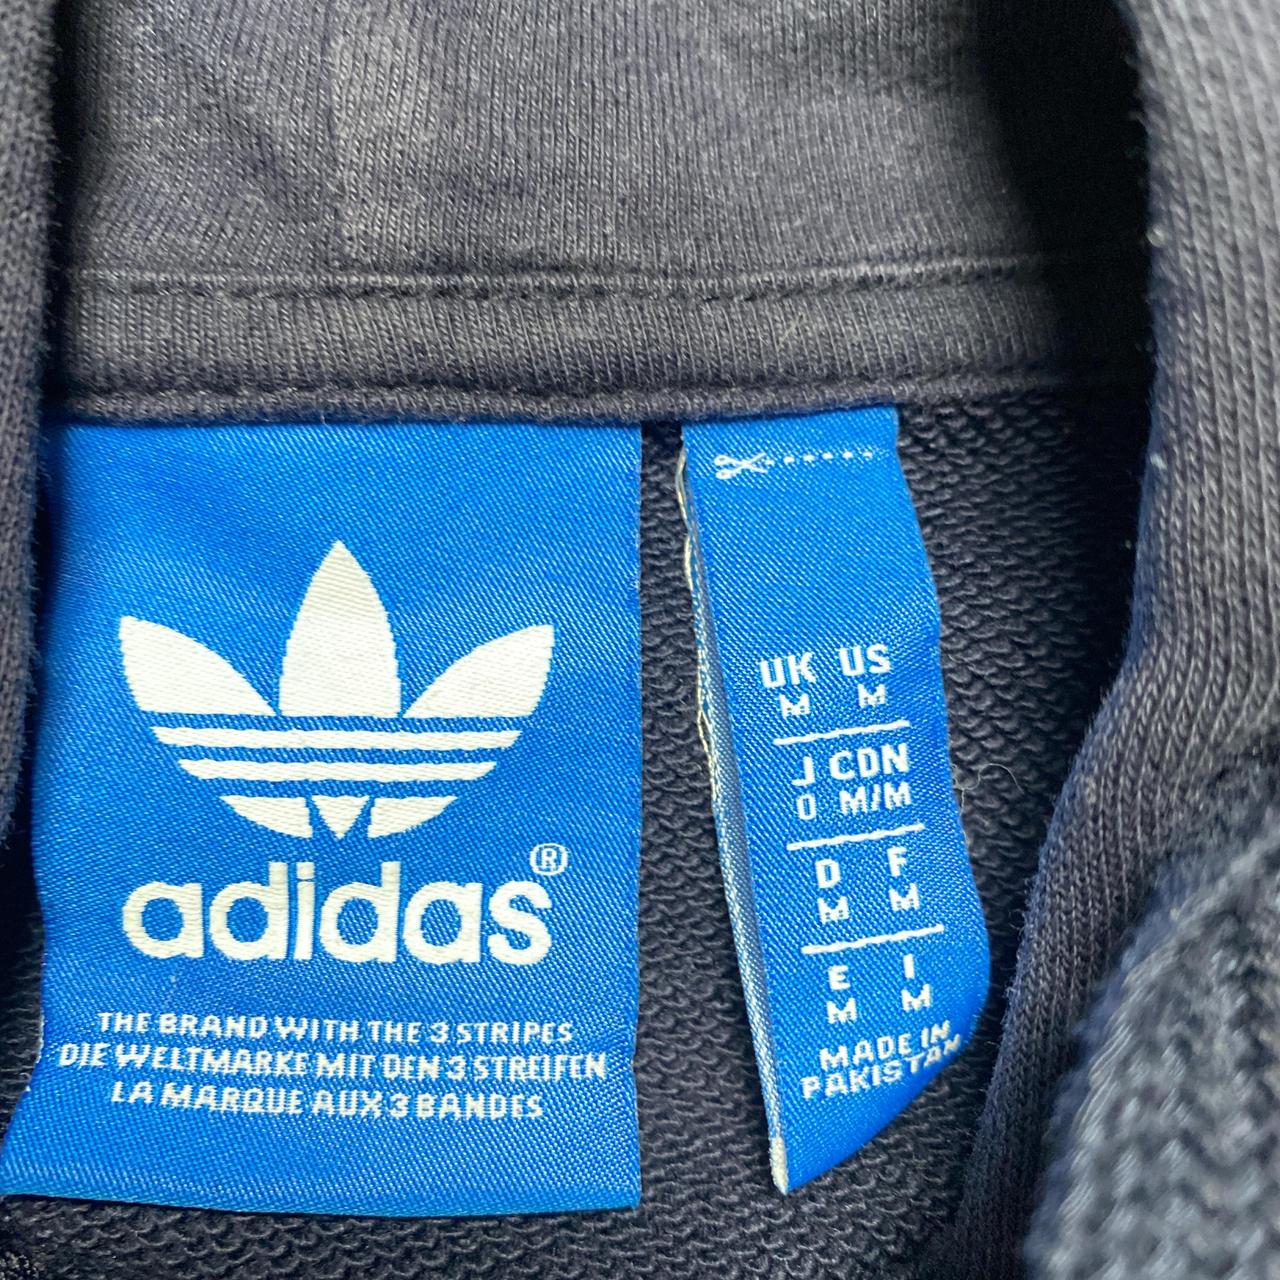 adidas®
THE BRAND WITH THE 3 STRIPES
DIE WELTMARKE MIT DEN 3 STREIFEN
LA MARQUE AUX 3 BANDES
UK US
M M
J CDN
O M/M
D F
M M
E I
M M
MADE IN
PAKISTAN